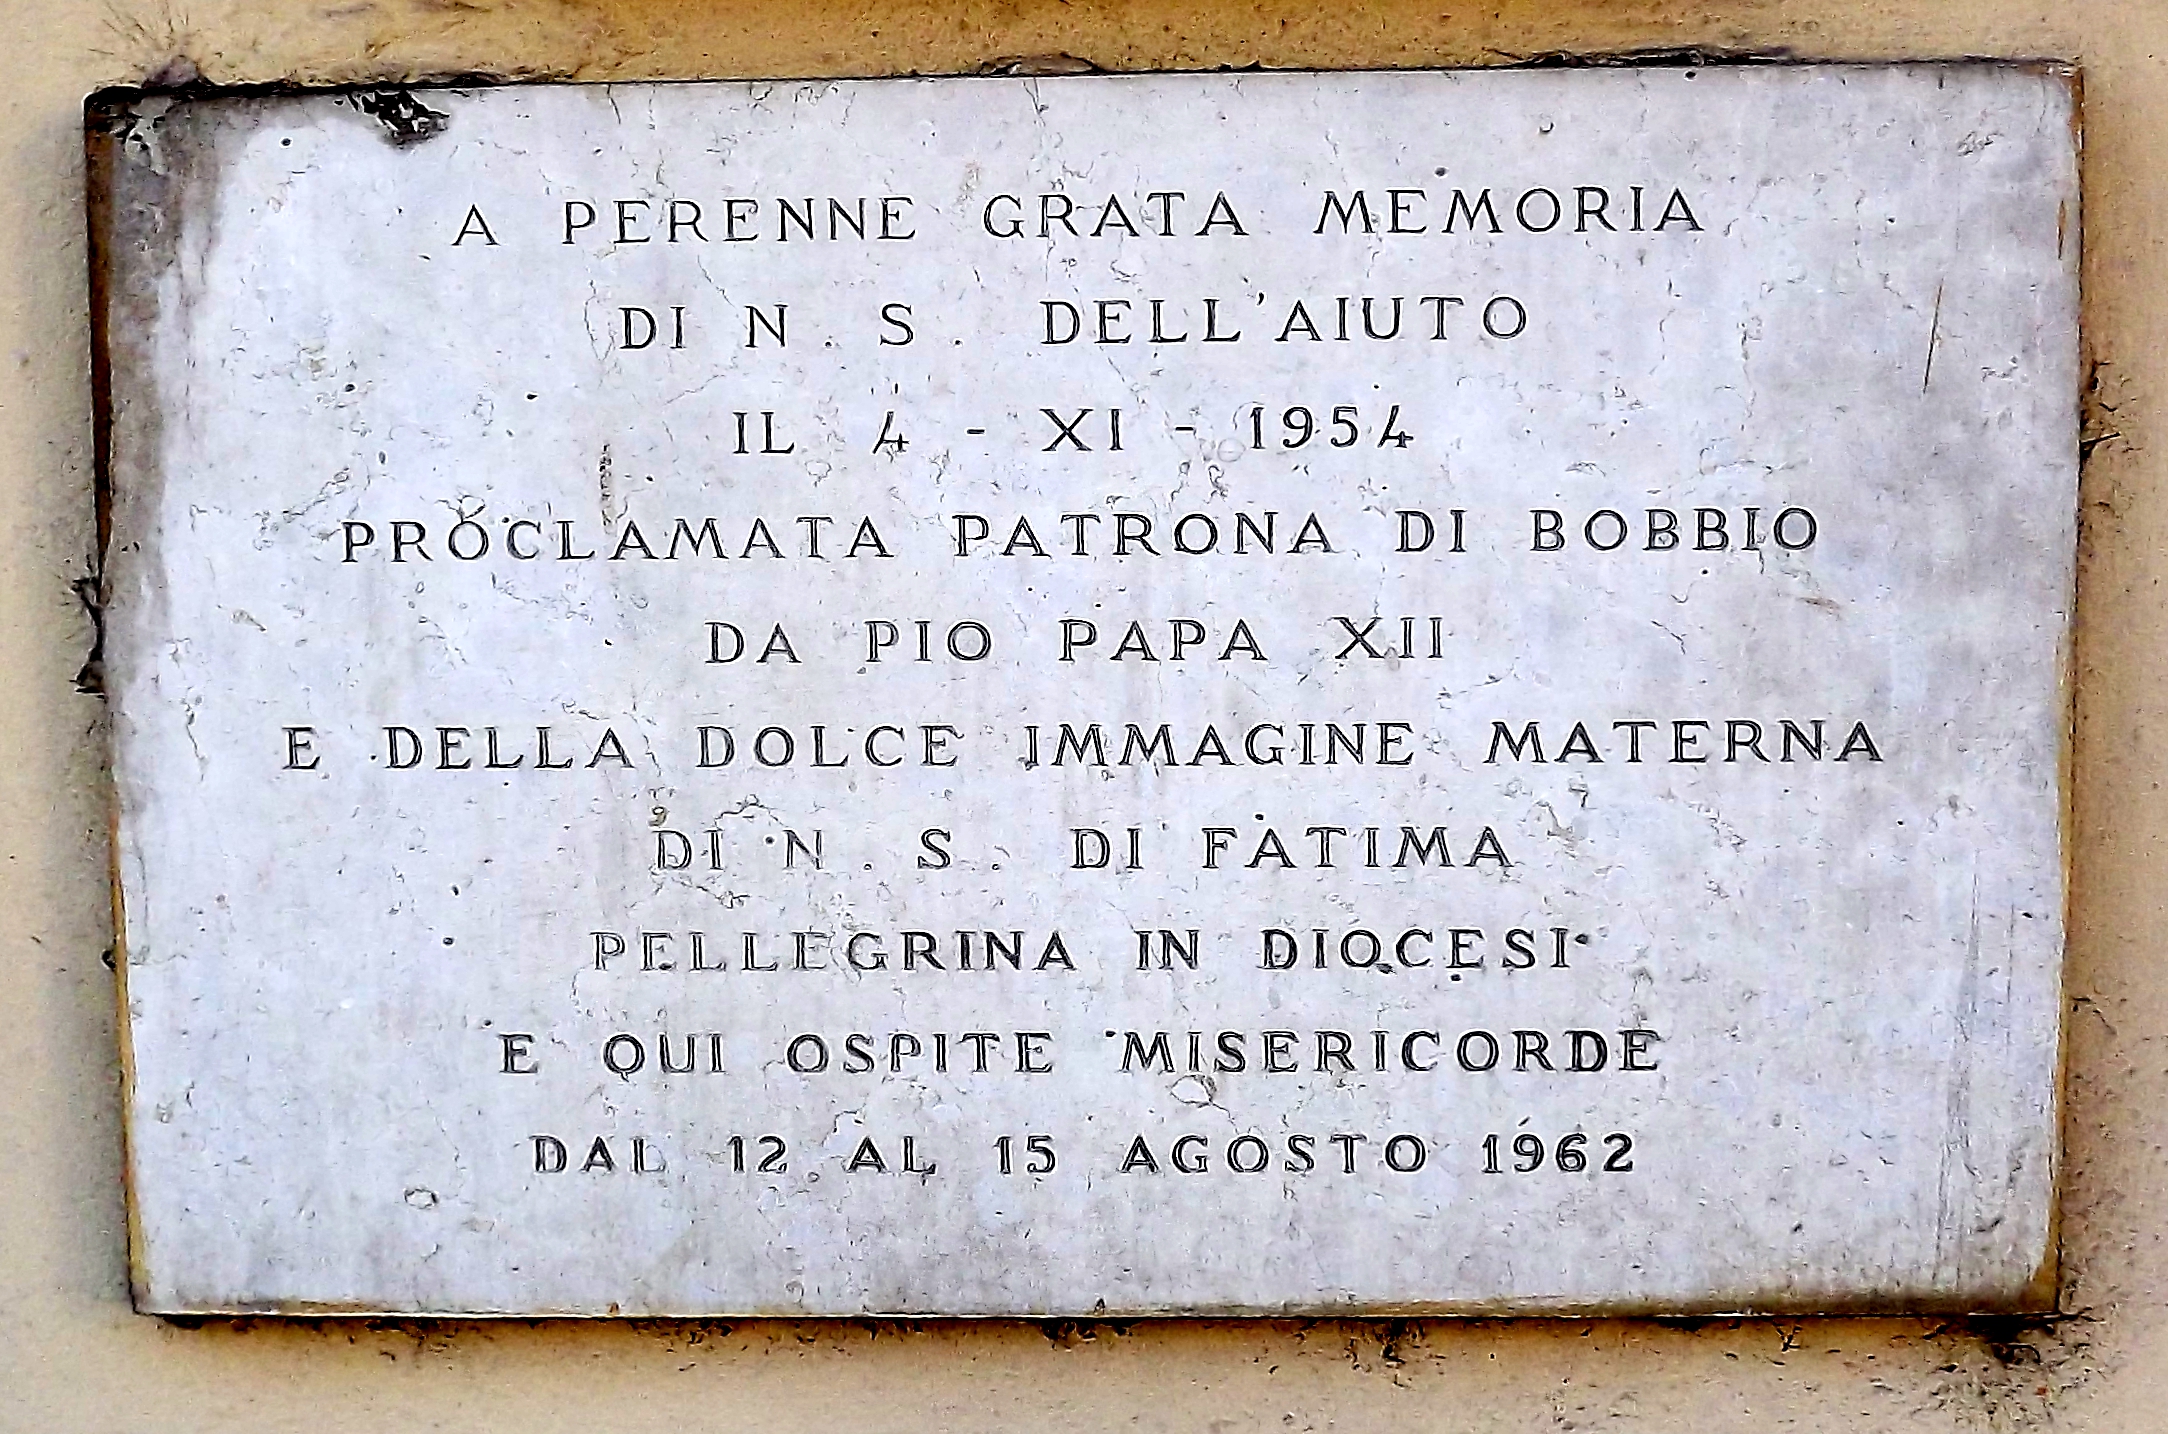 A PERENNE GRATA MEMORIA
DI N. S. DELL'AIUTO
IL 4 - XI - 1954
PROCLAMATA PATRONA DI BOBBIO
DA PIO PAPA XII
E DELLA DOLCE IMMAGINE MATERNA
DI N. S. DI FATIMA
PELLEGRINA IN DIOCESI
E QUI OSPITE MISERICORDE
DAL 12 AL 15 AGOSTO 1962